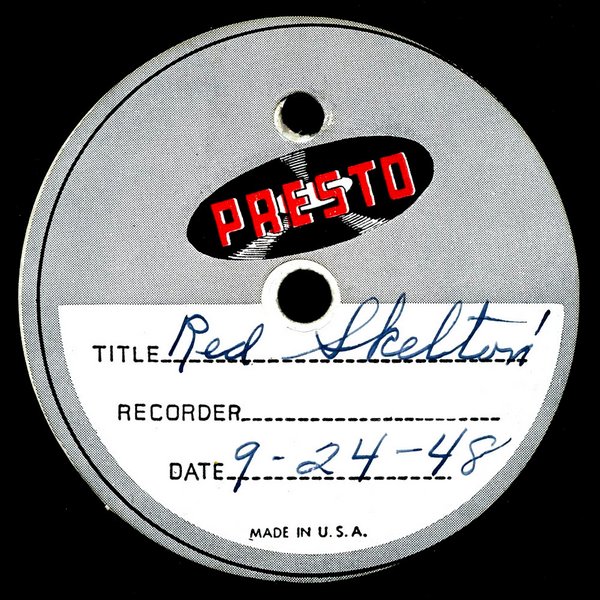 PRESTO
TITLE Red Skelton
RECORDER
DATE 9-24-48
MADE IN U.S.A.